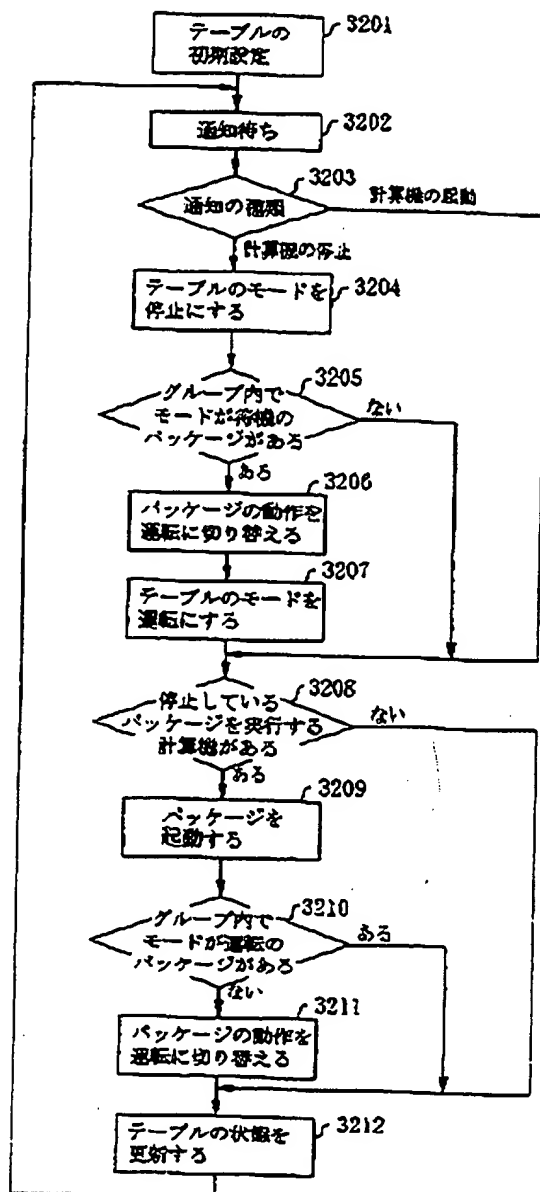 3201
テーブルの
初期設定
3202
通知待ち
3203
通知の種類
計算機の起動
計算機の停止
3204
テーブルのモードを
停止にする
3205
グループ内で
モードが待機の
パッケージがある
ない
ある
3206
パッケージの動作を
運転に切り替える
3207
テーブルのモードを
運転にする
3208
停止している
パッケージを実行する
計算機がある
ない
ある
3209
パッケージを
起動する
3210
グループ内で
モードが運転の
パッケージがある
ある
ない
3211
パッケージの動作を
運転に切り替える
3212
テーブルの状態を
更新する